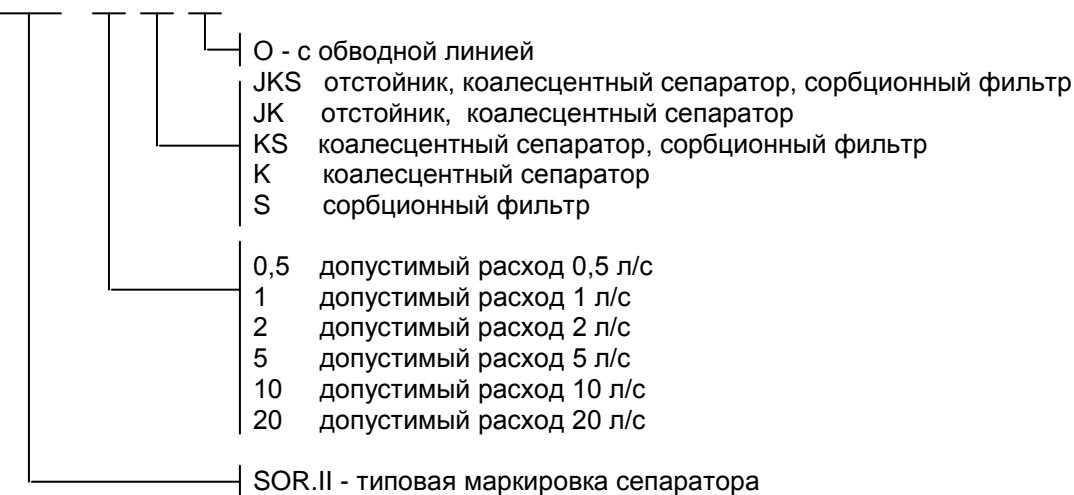 О - с обводной линией
JKS отстойник, коалесцентный сепаратор, сорбционный фильтр
JK отстойник, коалесцентный сепаратор
KS коалесцентный сепаратор, сорбционный фильтр
K коалесцентный сепаратор
S сорбционный фильтр
0,5 допустимый расход 0,5 л/с
1 допустимый расход 1 л/с
2 допустимый расход 2 л/с
5 допустимый расход 5 л/с
10 допустимый расход 10 л/с
20 допустимый расход 20 л/с
SOR.II - типовая маркировка сепаратора